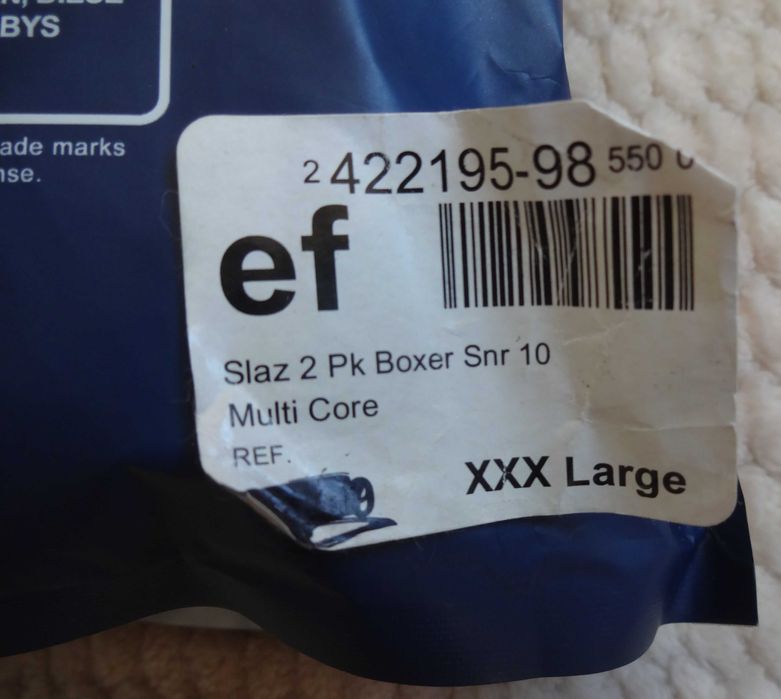 BYS
ade marks
nse.
2 422195-98 550
ef
Slaz 2 Pk Boxer Snr 10
Multi Core
REF.
XXX Large